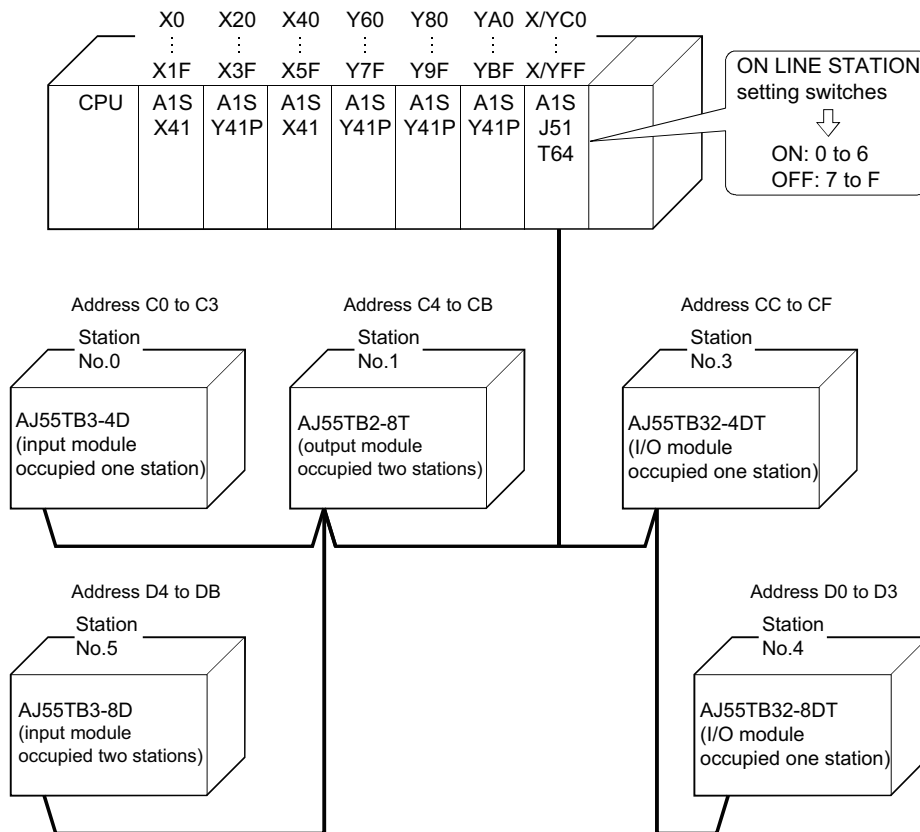 X0 X20 X40 Y60 Y80 YA0 X/YC0
X1F X3F X5F Y7F Y9F YBF X/YFF
CPU A1S A1S A1S A1S A1S A1S A1S
X41 Y41P X41 Y41P Y41P Y41P J51
T64
ON LINE STATION
setting switches
ON: 0 to 6
OFF: 7 to F
Address C0 to C3
Station
No.0
AJ55TB3-4D
(input module
occupied one station)
Address C4 to CB
Station
No.1
AJ55TB2-8T
(output module
occupied two stations)
Address CC to CF
Station
No.3
AJ55TB32-4DT
(I/O module
occupied one station)
Address D4 to DB
Station
No.5
AJ55TB3-8D
(input module
occupied two stations)
Address D0 to D3
Station
No.4
AJ55TB32-8DT
(I/O module
occupied one station)